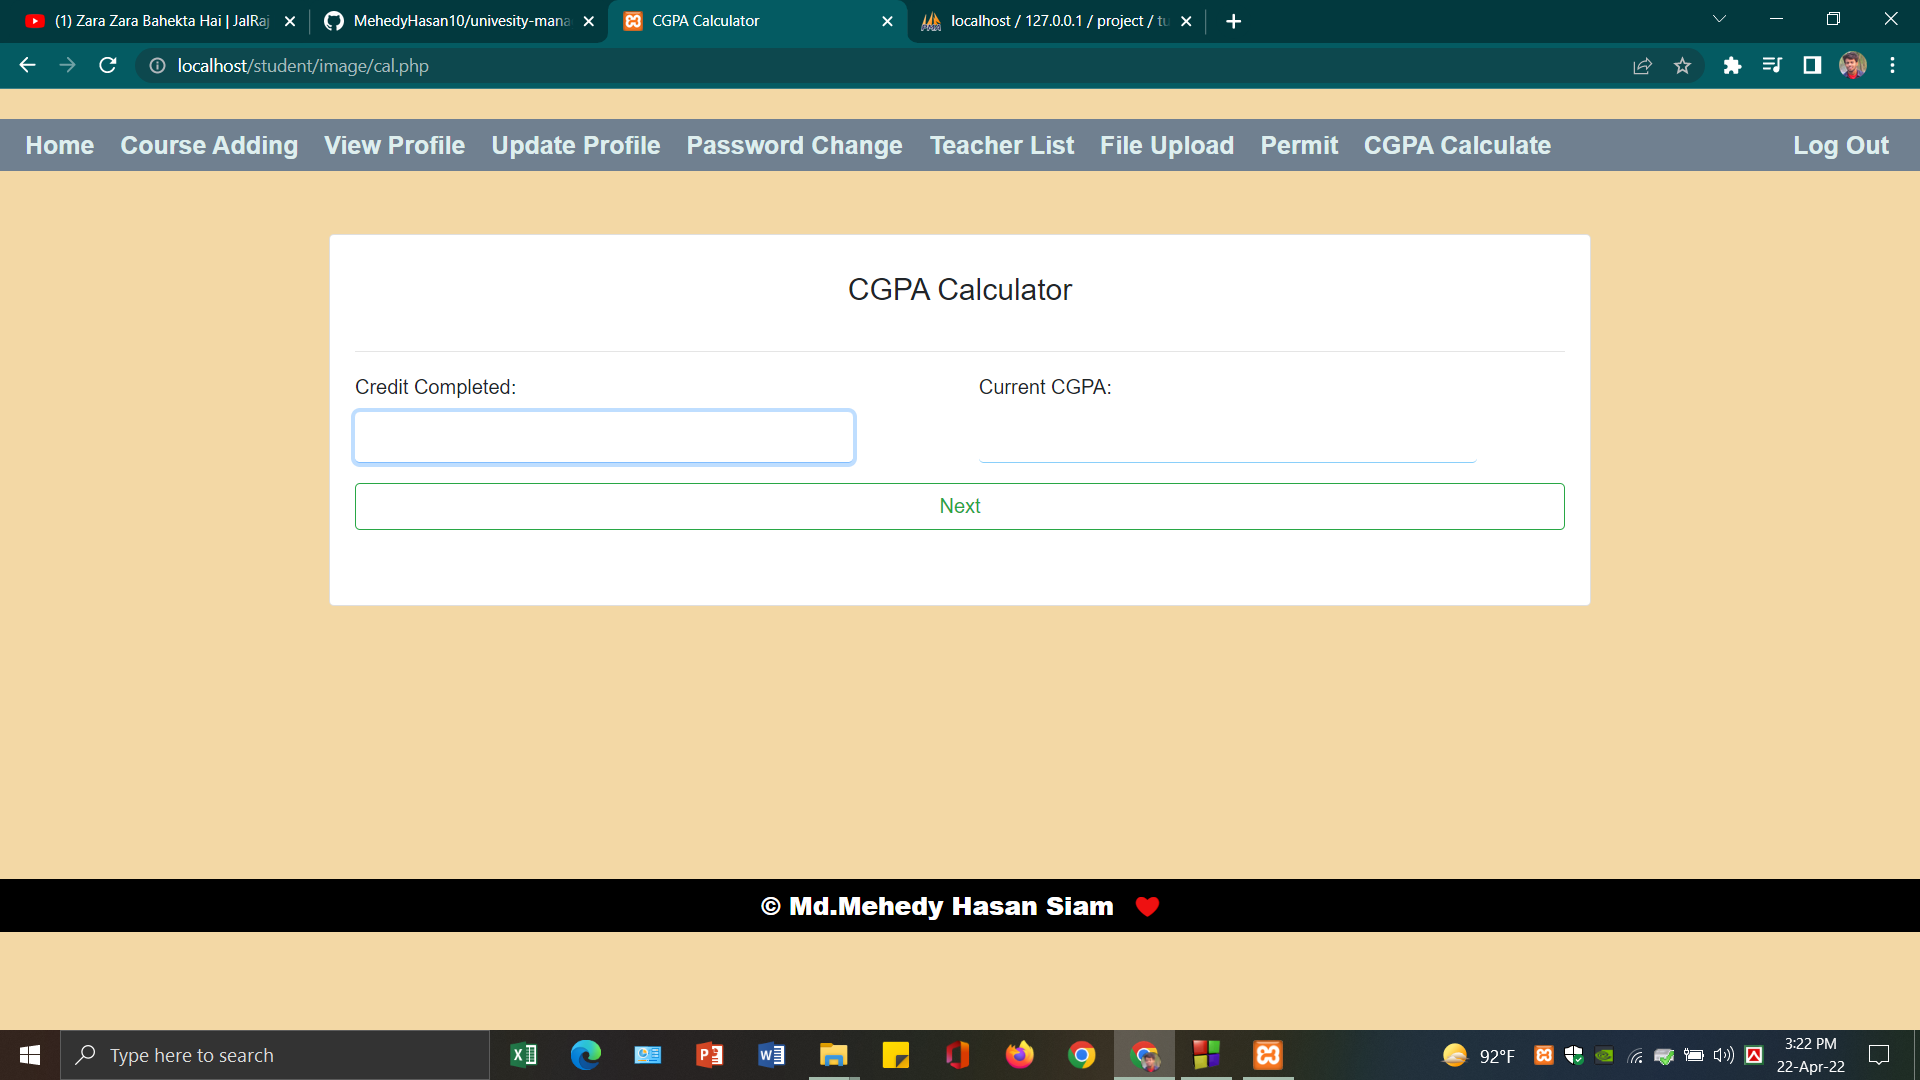 (1) Zara Zara Bahekta Hai | JalRaj
MehedyHasan10/univesity-mana
CGPA Calculator
localhost / 127.0.0.1 / project / tu
localhost/student/image/cal.php
Home Course Adding View Profile Update Profile Password Change Teacher List File Upload Permit CGPA Calculate Log Out
CGPA Calculator
Credit Completed:
Current CGPA:
Next
© Md.Mehedy Hasan Siam
Type here to search
92°F
3:22 PM
22-Apr-22